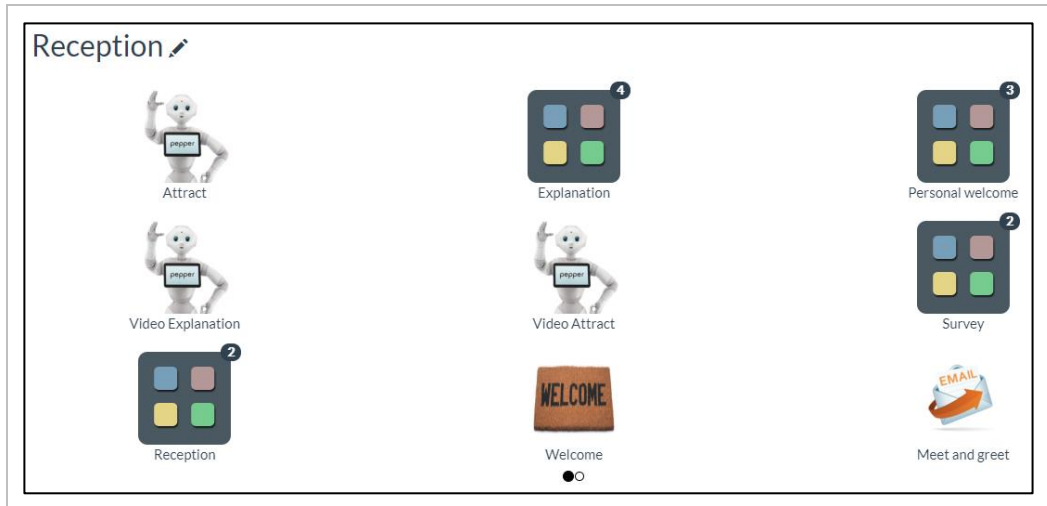 Reception
4
3
pepper
Attract
Explanation
Personal welcome
2
pepper
pepper
Video Explanation
Video Attract
Survey
2
WELCOME
EMAIL
Reception
Welcome
Meet and greet